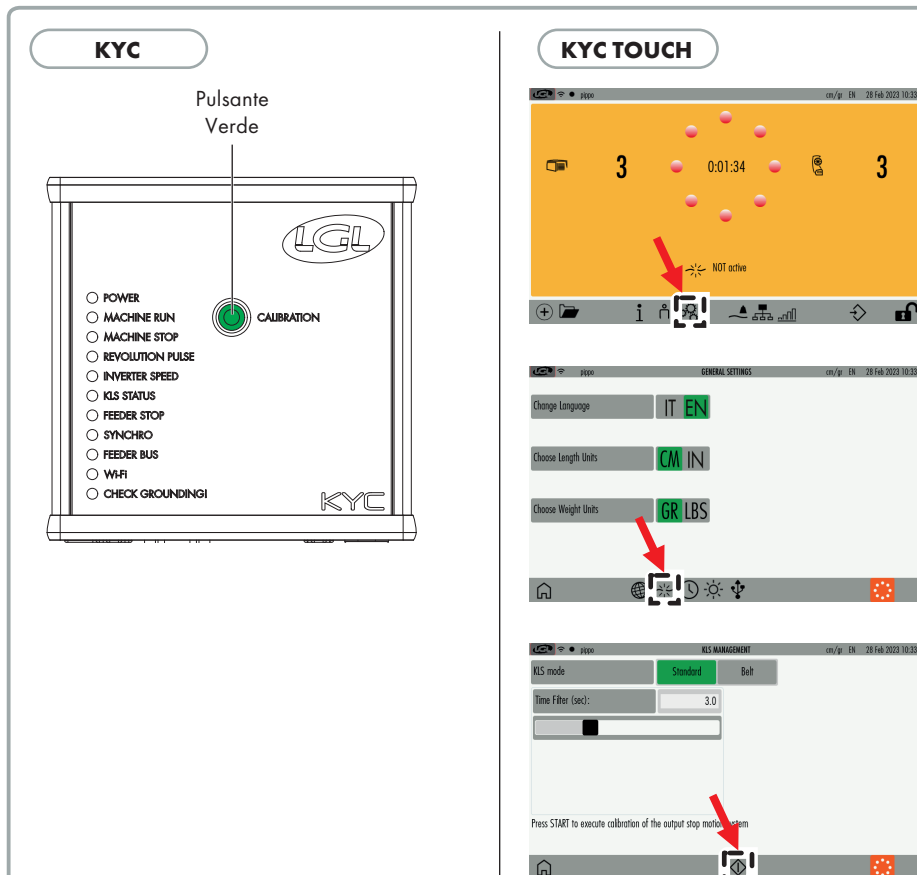 KYC
Pulsante
Verde
LGL
POWER
MACHINE RUN
MACHINE STOP
REVOLUTION PULSE
INVERTER SPEED
KLS STATUS
FEEDER STOP
SYNCHRO
FEEDER BUS
Wi-Fi
CHECK GROUNDING!
CALIBRATION
KYC
KYC TOUCH
LGL pippo cm/gr EN 28 Feb 2023 10:33
3 0:01:34 3
NOT active
LGL pippo GENERAL SETTINGS cm/gr EN 28 Feb 2023 10:33
Change Language IT EN
Choose Length Units CM IN
Choose Weight Units GR LBS
LGL pippo KLS MANAGEMENT cm/gr EN 28 Feb 2023 10:33
KLS mode Standard Belt
Time Filter (sec): 3.0
Press START to execute calibration of the output stop motion system